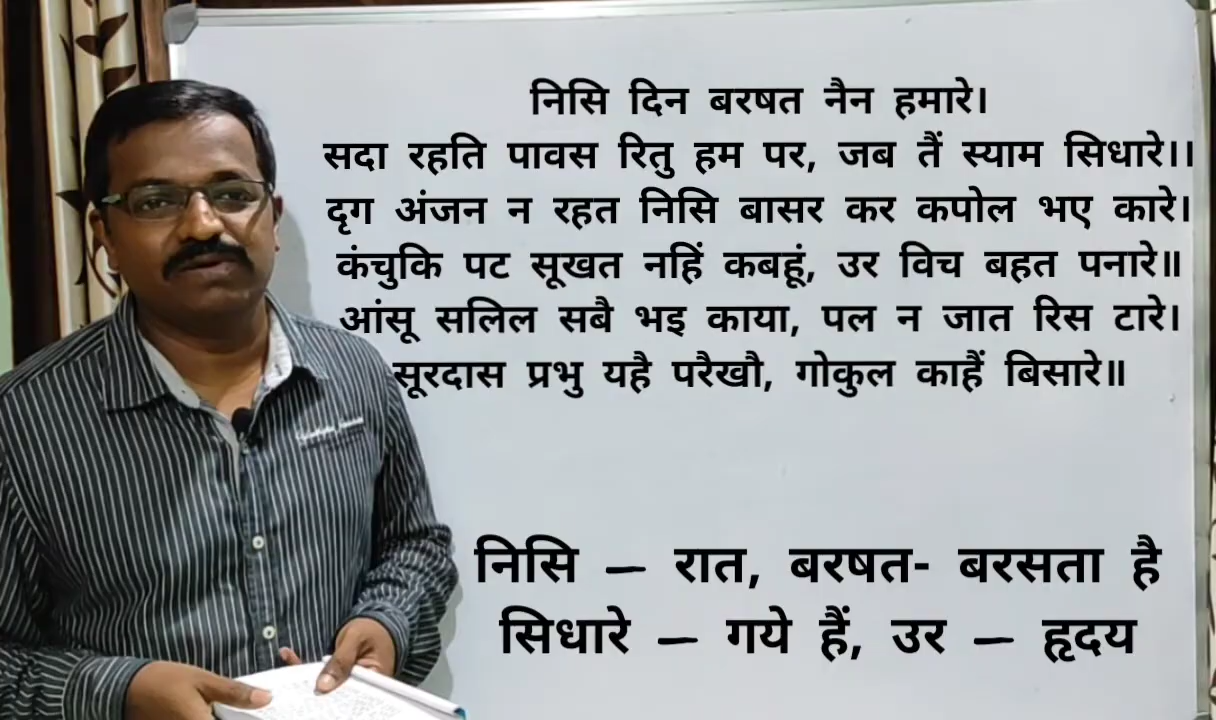 निसि दिन बरषत नैन हमारे।
सदा रहति पावस रितु हम पर, जब तैं स्याम सिधारे।।
दृग अंजन न रहत निसि बासर कर कपोल भए कारे।
कंचुकि पट सूखत नहिं कबहूं, उर विच बहत पनारे॥
आंसू सलिल सबै भइ काया, पल न जात रिस टारे।
सूरदास प्रभु यहै परैखौ, गोकुल काहैं बिसारे॥
निसि – रात, बरषत- बरसता है
सिधारे – गये हैं, उर – हृदय